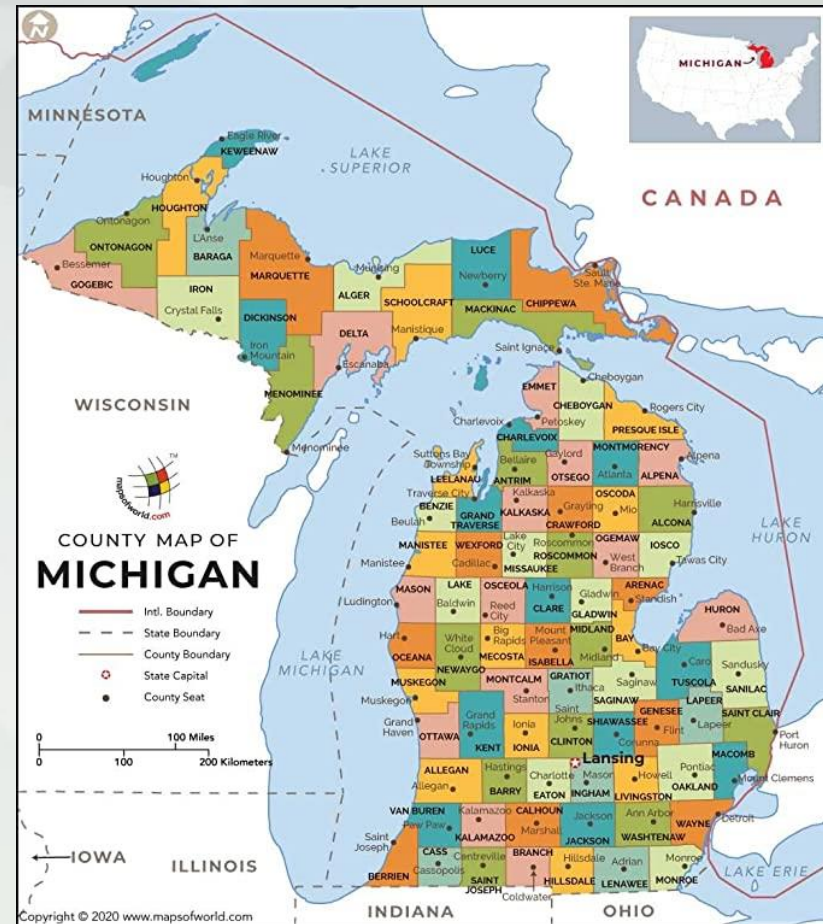 N
MINNESOTA
MICHIGAN
CANADA
LAKE
SUPERIOR
Eagle River
KEWEENAW
Houghton
HOUGHTON
Ontonagon
ONTONAGON
L'Anse
BARAGA
Bessemer
GOGEBIC
Marquette
MARQUETTE
IRON
Crystal Falls
DICKINSON
Iron
Mountain
MENOMINEE
Menominee
Munising
ALGER
SCHOOLCRAFT
Manistique
DELTA
Escanaba
LUCE
Newberry
MACKINAC
CHIPPEWA
Sault
Ste. Marie
Saint Ignace
WISCONSIN
Cheboygan
EMMET
CHEBOYGAN
Petoskey
Rogers City
PRESQUE ISLE
Charlevoix
CHARLEVOIX
Suttons Bay
Township
LEELANAU
Bellaire
ANTRIM
Gaylord
OTSEGO
MONTMORENCY
Atlanta
Alpena
ALPENA
Traverse City
BENZIE
Beulah
GRAND
TRAVERSE
Kalkaska
KALKASKA
Grayling
CRAWFORD
OSCODA
Mio
Harrisville
ALCONA
MANISTEE
Manistee
WEXFORD
Cadillac
Lake
City
MISSAUKEE
Roscommon
ROSCOMMON
OGEMAW
West
Branch
IOSCO
Tawas City
LAKE
HURON
MASON
Ludington
LAKE
Baldwin
OSCEOLA
Reed
City
Harrison
CLARE
Gladwin
GLADWIN
ARENAC
Standish
HURON
Bad Axe
Hart
OCEANA
White
Cloud
NEWAYGO
Big
Rapids
MECOSTA
Mount
Pleasant
ISABELLA
MIDLAND
Midland
BAY
Bay City
Caro
TUSCOLA
Sandusky
SANILAC
MUSKEGON
Muskegon
MONTCALM
Stanton
GRATIOT
Ithaca
Saginaw
SAGINAW
LAKE
MICHIGAN
Grand
Haven
OTTAWA
Grand
Rapids
KENT
Ionia
IONIA
Saint
Johns
CLINTON
SHIAWASSEE
Corunna
GENESEE
Flint
LAPEER
Lapeer
SAINT CLAIR
Port
Huron
Lansing
ALLEGAN
Allegan
Hastings
BARRY
Charlotte
EATON
Mason
INGHAM
Howell
LIVINGSTON
Pontiac
OAKLAND
MACOMB
Mount Clemens
VAN BUREN
Paw Paw
Kalamazoo
KALAMAZOO
CALHOUN
Marshall
Jackson
JACKSON
Ann Arbor
WASHTENAW
WAYNE
Detroit
Saint
Joseph
BERRIEN
CASS
Cassopolis
Centreville
SAINT
JOSEPH
BRANCH
Coldwater
Hillsdale
HILLSDALE
Adrian
LENAWEE
Monroe
MONROE
LAKE ERIE
TM
mapsofworld.com
COUNTY MAP OF
MICHIGAN
Intl. Boundary
State Boundary
County Boundary
State Capital
County Seat
0 100 Miles
0 100 200 Kilometers
IOWA
ILLINOIS
INDIANA
OHIO
Copyright © 2020 www.mapsofworld.com